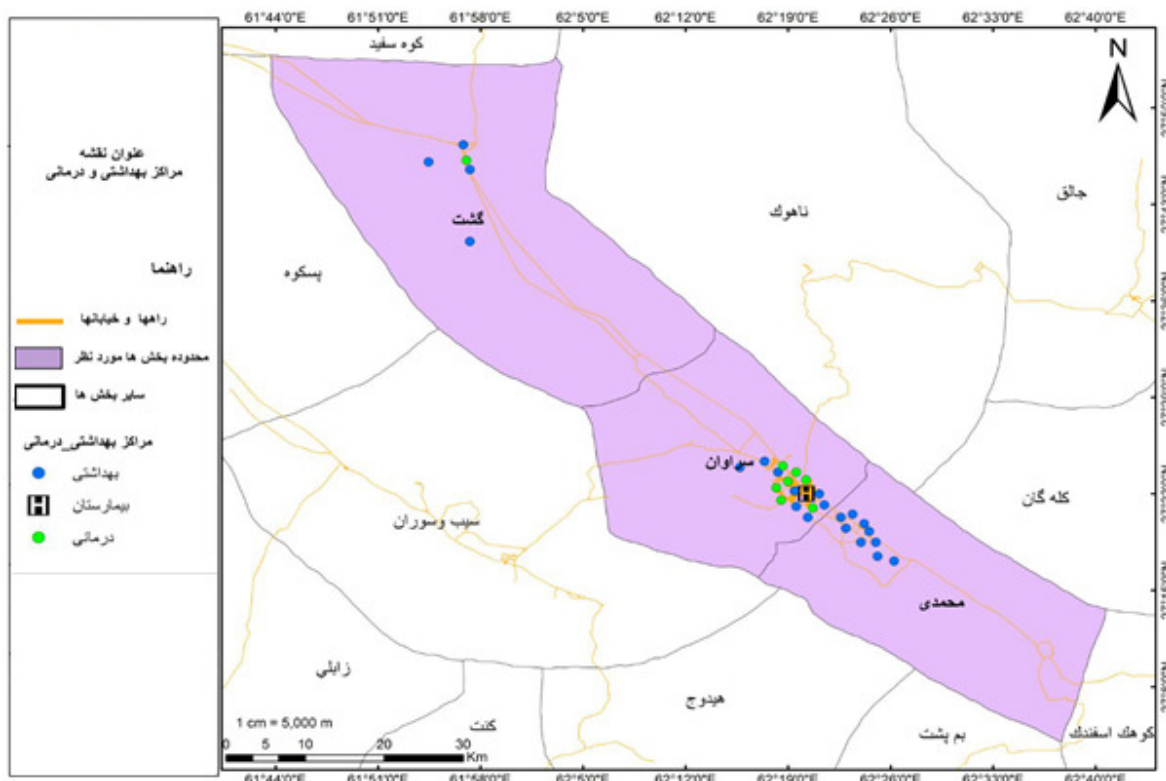 61°44'0"E 61°51'0"E 61°58'0"E 62°5'0"E 62°12'0"E 62°19'0"E 62°26'0"E 62°33'0"E 62°40'0"E
کوه سفید
N
عنوان نقشه
مراکز بهداشتی و درمانی
جالق
ناهوک
گشت
پسکوه
راهنما
راهها و خیابانها
محدوده بخش ها مورد نظر
سایر بخش ها
مراکز بهداشتی_درمانی
بهداشتی
بیمارستان
H
درمانی
سراوان
H
کله گان
سیب وسوران
محمدی
زابلي
هیدوج
کنت
بم پشت
کوهک اسفندک
1 cm = 5,000 m
0 5 10 20 30
Km
61°44'0"E 61°51'0"E 61°58'0"E 62°5'0"E 62°12'0"E 62°19'0"E 62°26'0"E 62°33'0"E 62°40'0"E